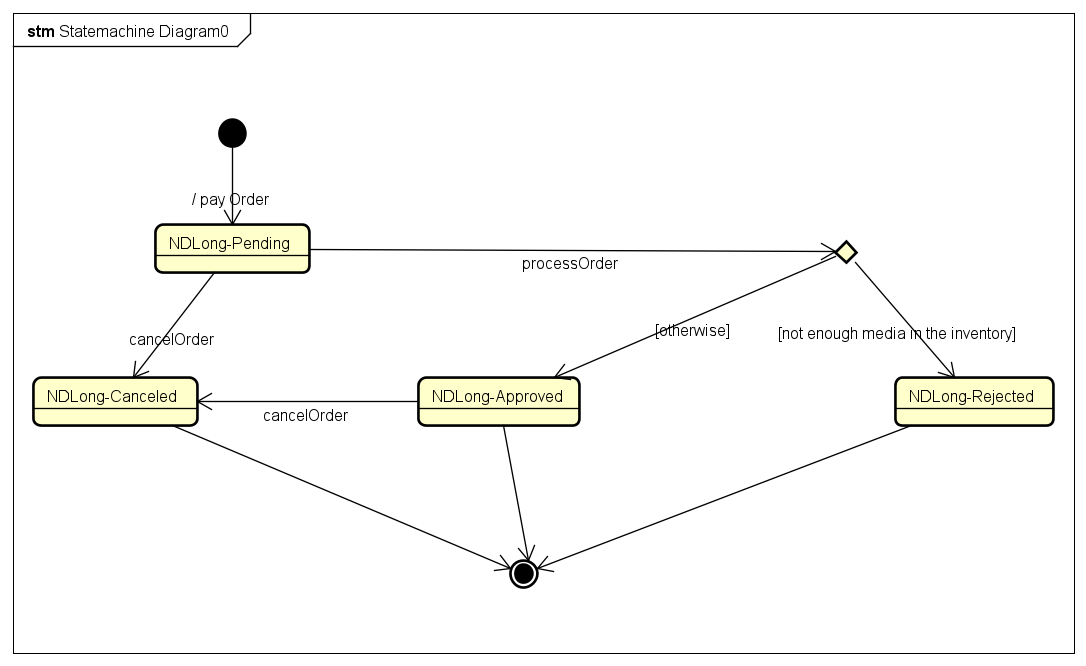 stm Statemachine Diagram0
/ pay Order
NDLong-Pending
processOrder
[otherwise]
[not enough media in the inventory]
cancelOrder
NDLong-Canceled
NDLong-Approved
NDLong-Rejected
cancelOrder